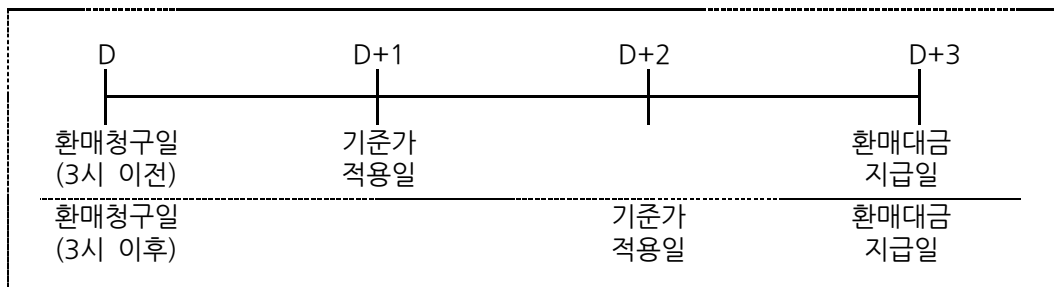 D D+1 D+2 D+3
환매청구일 기준가 환매대금
(3시 이전) 적용일 지급일
환매청구일 기준가 환매대금
(3시 이후) 적용일 지급일